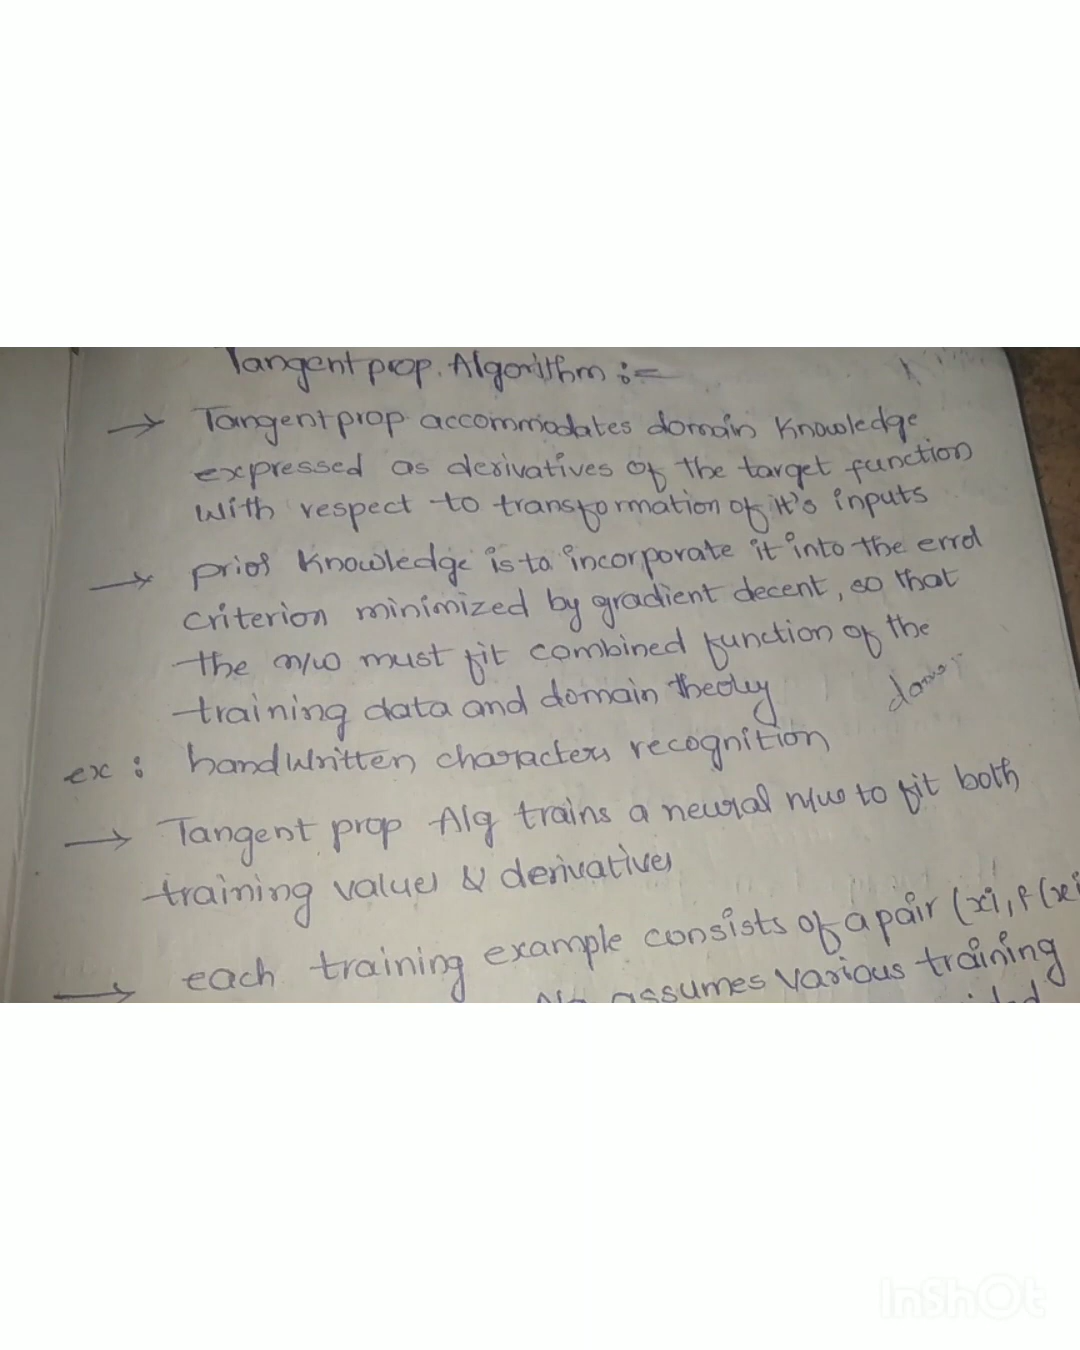 Tangentprop. Algorithm :=
→ Tangentprop accommodates domain Knowledge
expressed as derivatives of the target function
with respect to transformation of it's inputs
→ prior Knowledge is to incorporate it into the error
criterion minimized by gradient decent, so that
the n/w must fit combined function of the
training data and domain theory
ex : handwritten characters recognition
→ Tangent prop Alg trains a neural n/w to fit both
training values & derivatives
→ each training example consists of a pair (xi, f(xi
assumes various training
InShOt